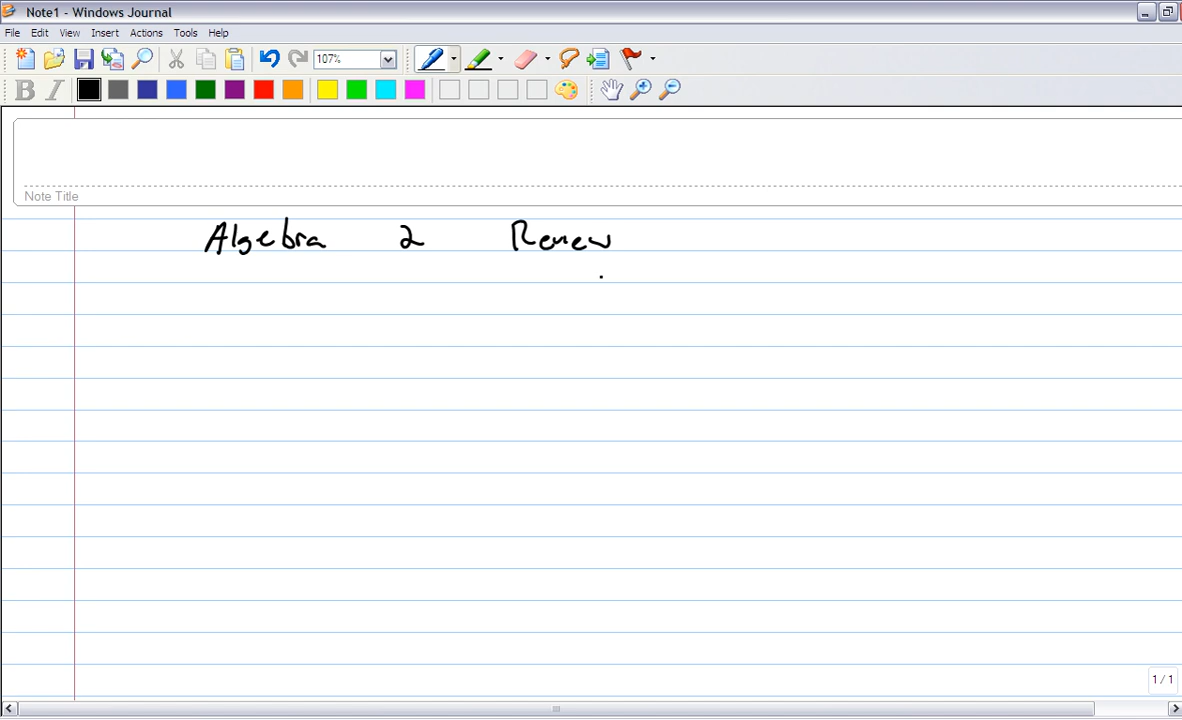 Note1 - Windows Journal
File Edit View Insert Actions Tools Help
107%
B I
Note Title
Algebra 2 Review
1 / 1